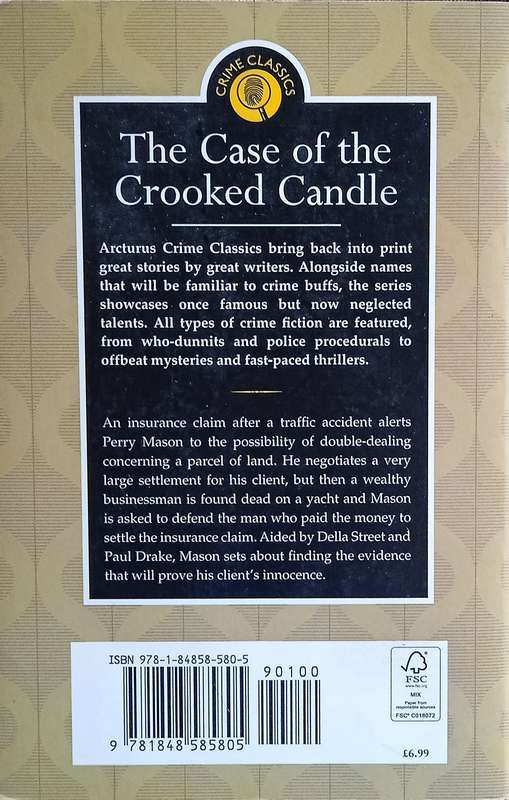 CRIME CLASSICS
The Case of the
Crooked Candle
Arcturus Crime Classics bring back into print
great stories by great writers. Alongside names
that will be familiar to crime buffs, the series
showcases once famous but now neglected
talents. All types of crime fiction are featured,
from who-dunnits and police procedurals to
offbeat mysteries and fast-paced thrillers.
An insurance claim after a traffic accident alerts
Perry Mason to the possibility of double-dealing
concerning a parcel of land. He negotiates a very
large settlement for his client, but then a wealthy
businessman is found dead on a yacht and Mason
is asked to defend the man who paid the money to
settle the insurance claim. Aided by Della Street and
Paul Drake, Mason sets about finding the evidence
that will prove his client's innocence.
ISBN 978-1-84858-580-5
90100
9 781848 585805
FSC
www.fsc.org
MIX
Paper from
responsible sources
FSC® C018072
£6.99